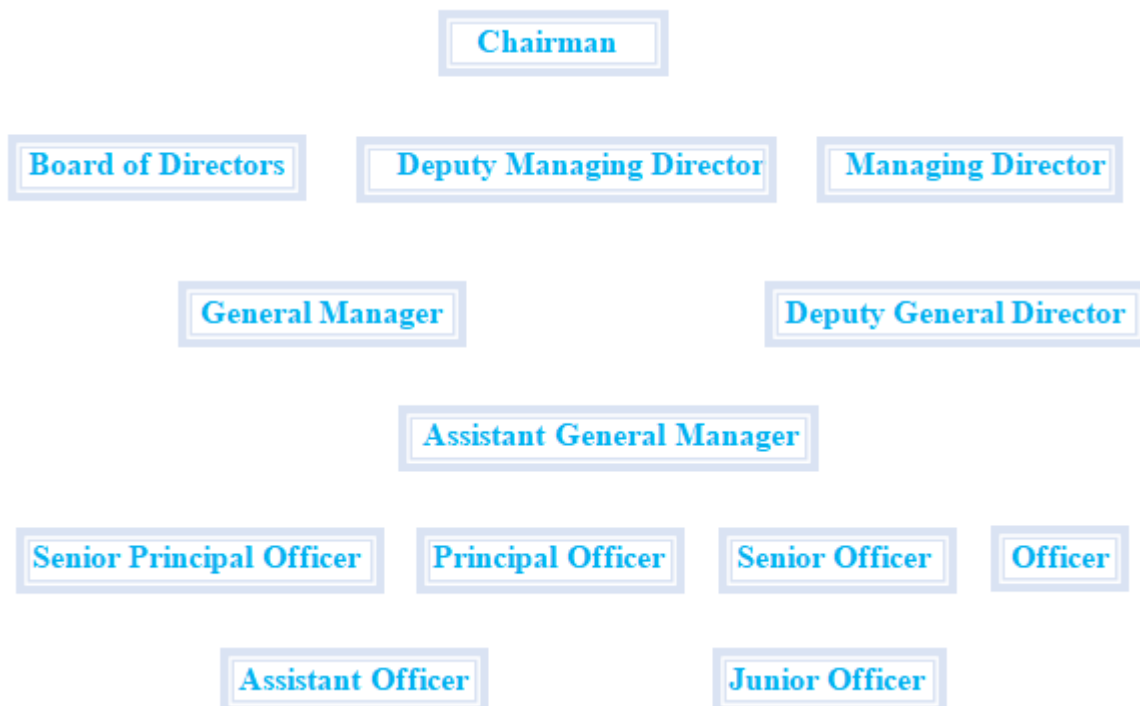 Chairman
Board of Directors
Deputy Managing Director
Managing Director
General Manager
Deputy General Director
Assistant General Manager
Senior Principal Officer
Principal Officer
Senior Officer
Officer
Assistant Officer
Junior Officer